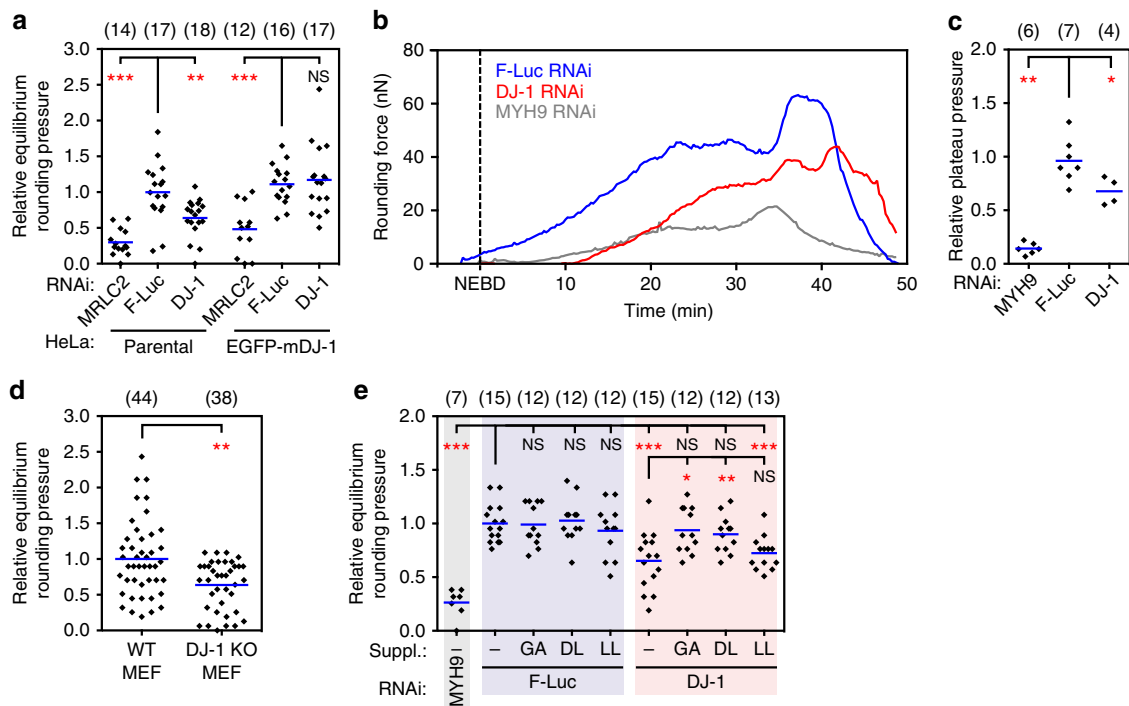 a
(14) (17) (18) (12) (16) (17)
3.0
2.5
2.0
1.5
1.0
0.5
0.0
Relative equilibrium
rounding pressure
*** ** *** NS
RNAi: MRLC2 F-Luc DJ-1 MRLC2 F-Luc DJ-1
HeLa: Parental EGFP-mDJ-1
b
80
60
40
20
0
Rounding force (nN)
F-Luc RNAi
DJ-1 RNAi
MYH9 RNAi
NEBD 10 20 30 40 50
Time (min)
c
(6) (7) (4)
2.0
1.5
1.0
0.5
0.0
Relative plateau pressure
** *
RNAi: MYH9 F-Luc DJ-1
d
(44) (38)
3.0
2.5
2.0
1.5
1.0
0.5
0.0
Relative equilibrium
rounding pressure
**
WT DJ-1 KO
MEF MEF
e
(7) (15) (12) (12) (12) (15) (12) (12) (13)
2.0
1.5
1.0
0.5
0.0
Relative equilibrium
rounding pressure
*** NS NS NS *** NS NS ***
* ** NS
Suppl.: – – GA DL LL – GA DL LL
RNAi: MYH9 F-Luc DJ-1